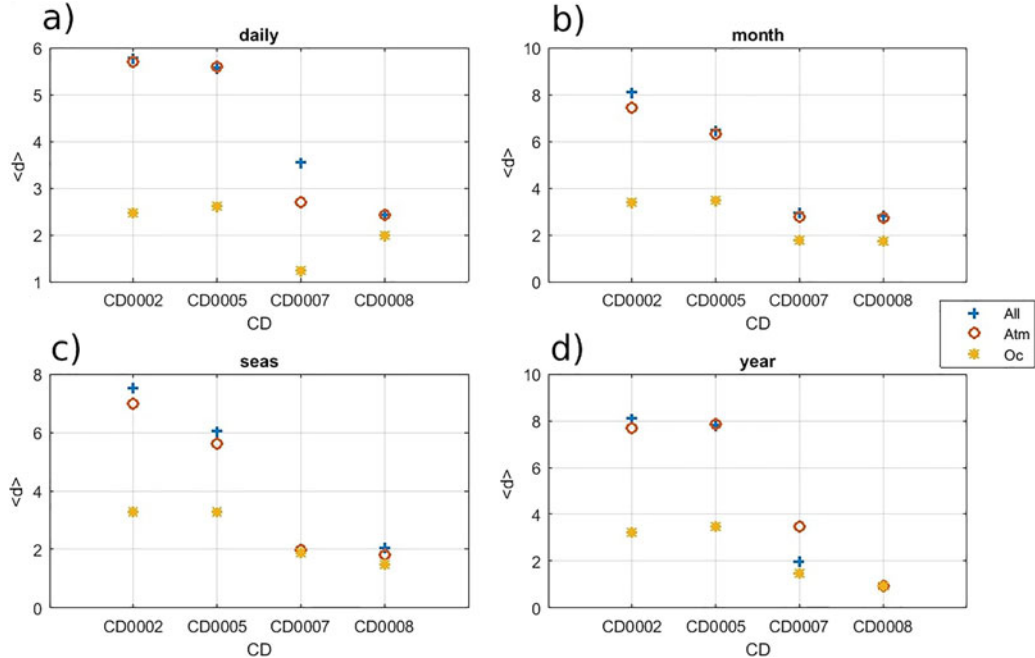 a)
daily
6
5
4
3
2
1
<d>
CD0002 CD0005 CD0007 CD0008
CD
b)
month
10
8
6
4
2
0
<d>
CD0002 CD0005 CD0007 CD0008
CD
All
Atm
Oc
c)
seas
8
6
4
2
0
<d>
CD0002 CD0005 CD0007 CD0008
CD
d)
year
10
8
6
4
2
0
<d>
CD0002 CD0005 CD0007 CD0008
CD